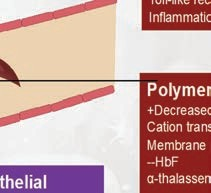 Toll-like rec
Inflammatio
Polymer
+Decreased
Cation trans
Membrane
--HbF
α-thalassem
thelial